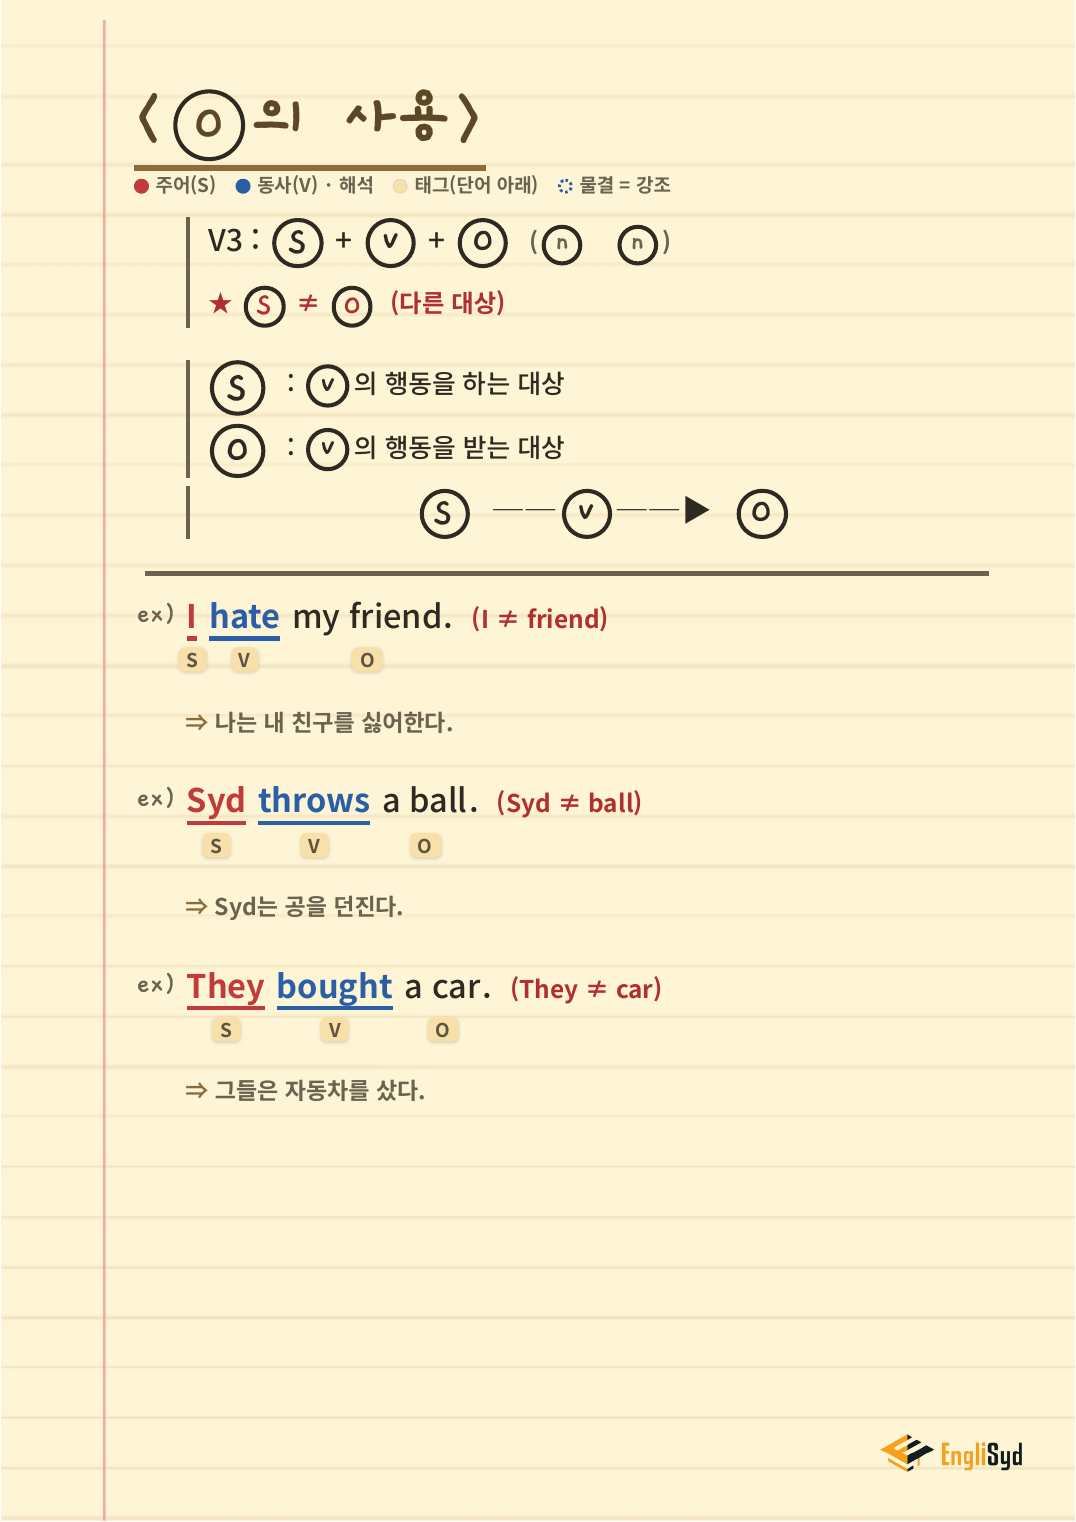 〈 O의 사용 〉
주어(S) 동사(V) · 해석 태그(단어 아래) 물결 = 강조
V3 : S + V + O ( n n )
★ S ≠ O (다른 대상)
S : V의 행동을 하는 대상
O : V의 행동을 받는 대상
S ——V——▶ O
ex) I hate my friend. (I ≠ friend)
S V O
⇒ 나는 내 친구를 싫어한다.
ex) Syd throws a ball. (Syd ≠ ball)
S V O
⇒ Syd는 공을 던진다.
ex) They bought a car. (They ≠ car)
S V O
⇒ 그들은 자동차를 샀다.
EngliSyd